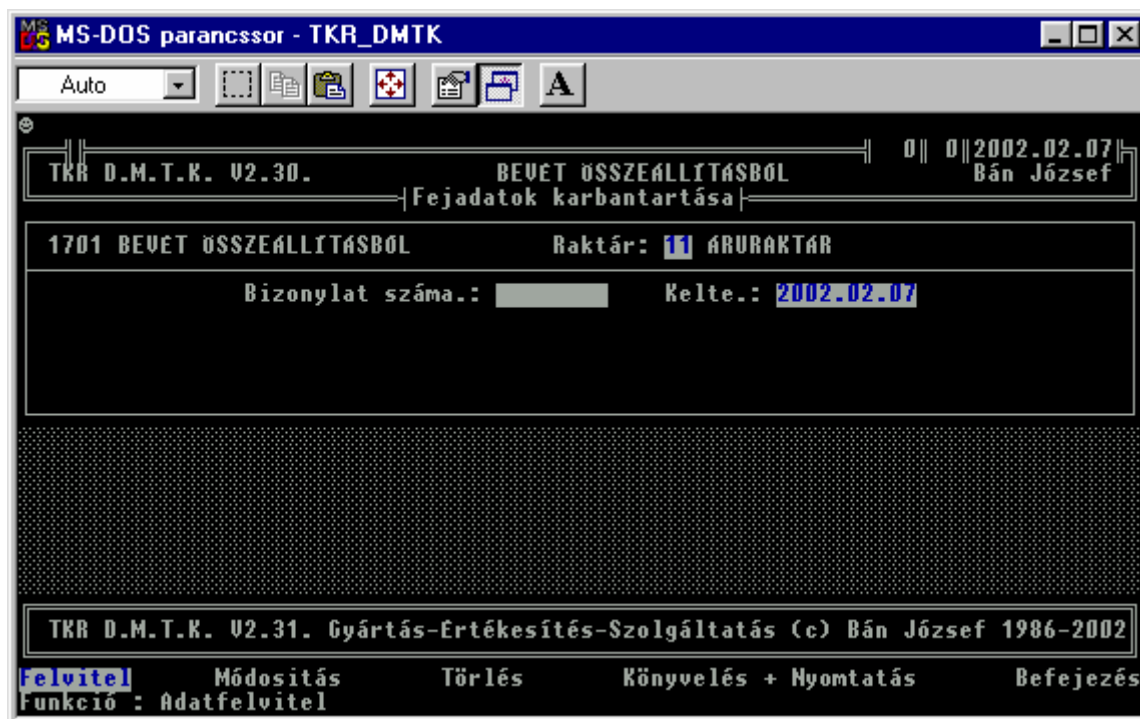 MS-DOS parancssor - TKR_DMTK
Auto
A
0 0 2002.02.07
TKR D.M.T.K. V2.30. BEVÉT ÖSSZEÁLLÍTÁSBÓL Bán József
Fejadatok karbantartása
1701 BEVÉT ÖSSZEÁLLÍTÁSBÓL Raktár: 11 ÁRURAKTÁR
Bizonylat száma.: Kelte.: 2002.02.07
TKR D.M.T.K. V2.31. Gyártás-Értékesítés-Szolgáltatás (c) Bán József 1986-2002
Felvitel Módositás Törlés Könyvelés + Nyomtatás Befejezés
Funkció : Adatfelvitel